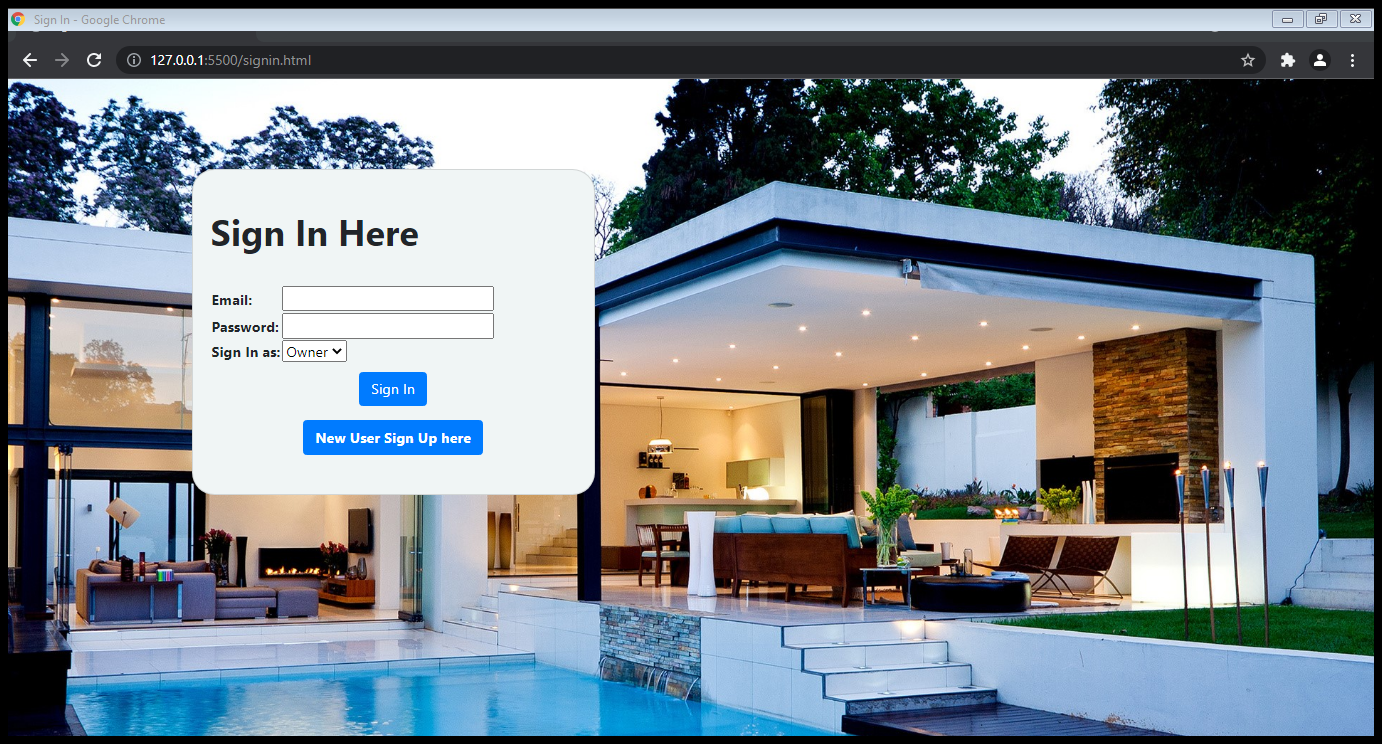 Sign In - Google Chrome
127.0.0.1:5500/signin.html
Sign In Here
Email:
Password:
Sign In as: Owner
Sign In
New User Sign Up here